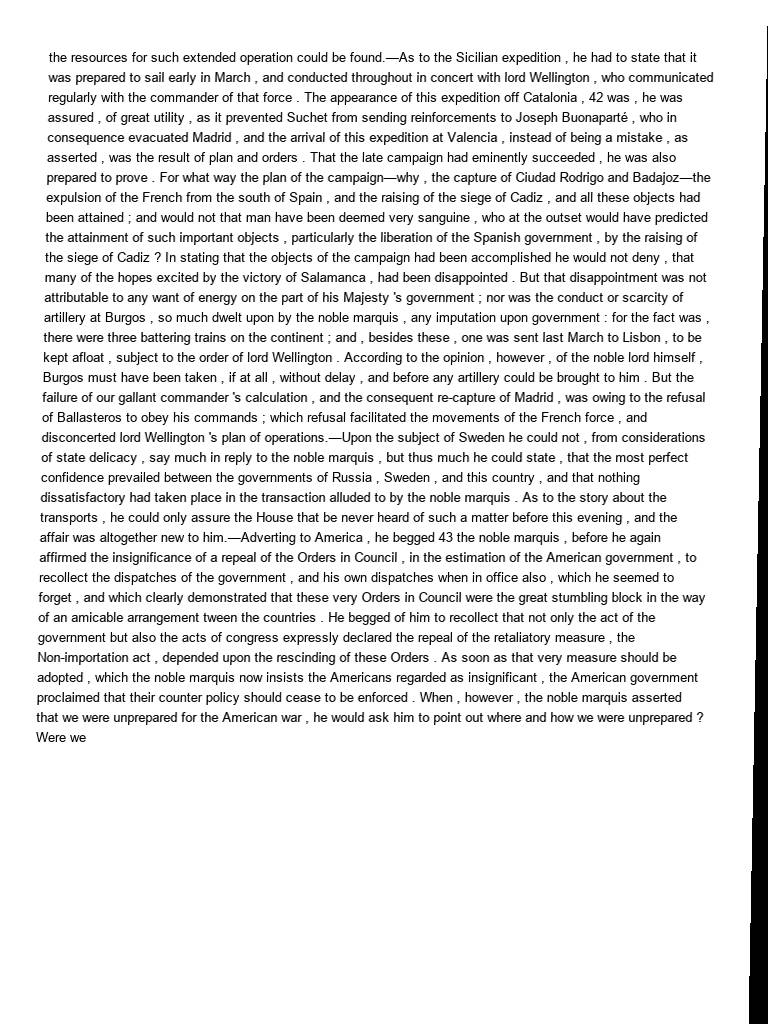 the resources for such extended operation could be found.—As to the Sicilian expedition , he had to state that it
was prepared to sail early in March , and conducted throughout in concert with lord Wellington , who communicated
regularly with the commander of that force . The appearance of this expedition off Catalonia , 42 was , he was
assured , of great utility , as it prevented Suchet from sending reinforcements to Joseph Buonaparté , who in
consequence evacuated Madrid , and the arrival of this expedition at Valencia , instead of being a mistake , as
asserted , was the result of plan and orders . That the late campaign had eminently succeeded , he was also
prepared to prove . For what way the plan of the campaign—why , the capture of Ciudad Rodrigo and Badajoz—the
expulsion of the French from the south of Spain , and the raising of the siege of Cadiz , and all these objects had
been attained ; and would not that man have been deemed very sanguine , who at the outset would have predicted
the attainment of such important objects , particularly the liberation of the Spanish government , by the raising of
the siege of Cadiz ? In stating that the objects of the campaign had been accomplished he would not deny , that
many of the hopes excited by the victory of Salamanca , had been disappointed . But that disappointment was not
attributable to any want of energy on the part of his Majesty 's government ; nor was the conduct or scarcity of
artillery at Burgos , so much dwelt upon by the noble marquis , any imputation upon government : for the fact was ,
there were three battering trains on the continent ; and , besides these , one was sent last March to Lisbon , to be
kept afloat , subject to the order of lord Wellington . According to the opinion , however , of the noble lord himself ,
Burgos must have been taken , if at all , without delay , and before any artillery could be brought to him . But the
failure of our gallant commander 's calculation , and the consequent re-capture of Madrid , was owing to the refusal
of Ballasteros to obey his commands ; which refusal facilitated the movements of the French force , and
disconcerted lord Wellington 's plan of operations.—Upon the subject of Sweden he could not , from considerations
of state delicacy , say much in reply to the noble marquis , but thus much he could state , that the most perfect
confidence prevailed between the governments of Russia , Sweden , and this country , and that nothing
dissatisfactory had taken place in the transaction alluded to by the noble marquis . As to the story about the
transports , he could only assure the House that be never heard of such a matter before this evening , and the
affair was altogether new to him.—Adverting to America , he begged 43 the noble marquis , before he again
affirmed the insignificance of a repeal of the Orders in Council , in the estimation of the American government , to
recollect the dispatches of the government , and his own dispatches when in office also , which he seemed to
forget , and which clearly demonstrated that these very Orders in Council were the great stumbling block in the way
of an amicable arrangement tween the countries . He begged of him to recollect that not only the act of the
government but also the acts of congress expressly declared the repeal of the retaliatory measure , the
Non-importation act , depended upon the rescinding of these Orders . As soon as that very measure should be
adopted , which the noble marquis now insists the Americans regarded as insignificant , the American government
proclaimed that their counter policy should cease to be enforced . When , however , the noble marquis asserted
that we were unprepared for the American war , he would ask him to point out where and how we were unprepared ?
Were we